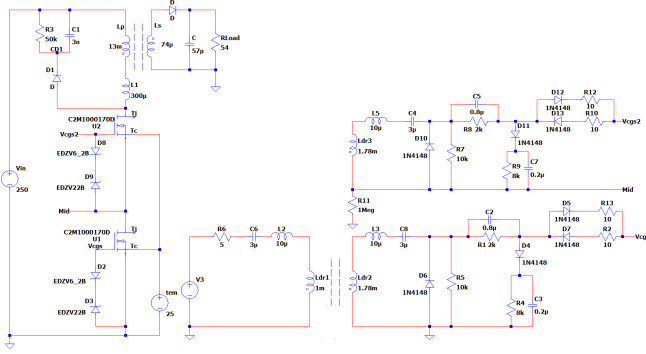 R3
50k
C1
3n
CD1
D1
D
Lp
13m
Ls
74µ
D
D
C
57µ
RLoad
54
L1
300µ
C2M1000170D
U2
Tj
Tc
Vcgs2
D8
EDZV6_2B
D9
EDZV22B
Vin
250
Mid
C2M1000170D
U1
Tj
Vcgs
Tc
D2
EDZV6_2B
D3
EDZV22B
tem
25
V3
R6
5
C6
3µ
L2
10µ
Ldr1
1m
Ldr2
1.78m
L3
10µ
C8
3µ
D6
1N4148
R5
10k
C2
0.8µ
R1 2k
D4
1N4148
R4
8k
C3
0.2µ
D5
1N4148
D7
1N4148
R13
10
R2
10
Vcg
L5
10µ
C4
3µ
Ldr3
1.78m
D10
1N4148
R7
10k
C5
0.8µ
R8 2k
D11
1N4148
R9
8k
C7
0.2µ
D12
1N4148
D13
1N4148
R12
10
R10
10
Vcgs2
Mid
R11
1Meg